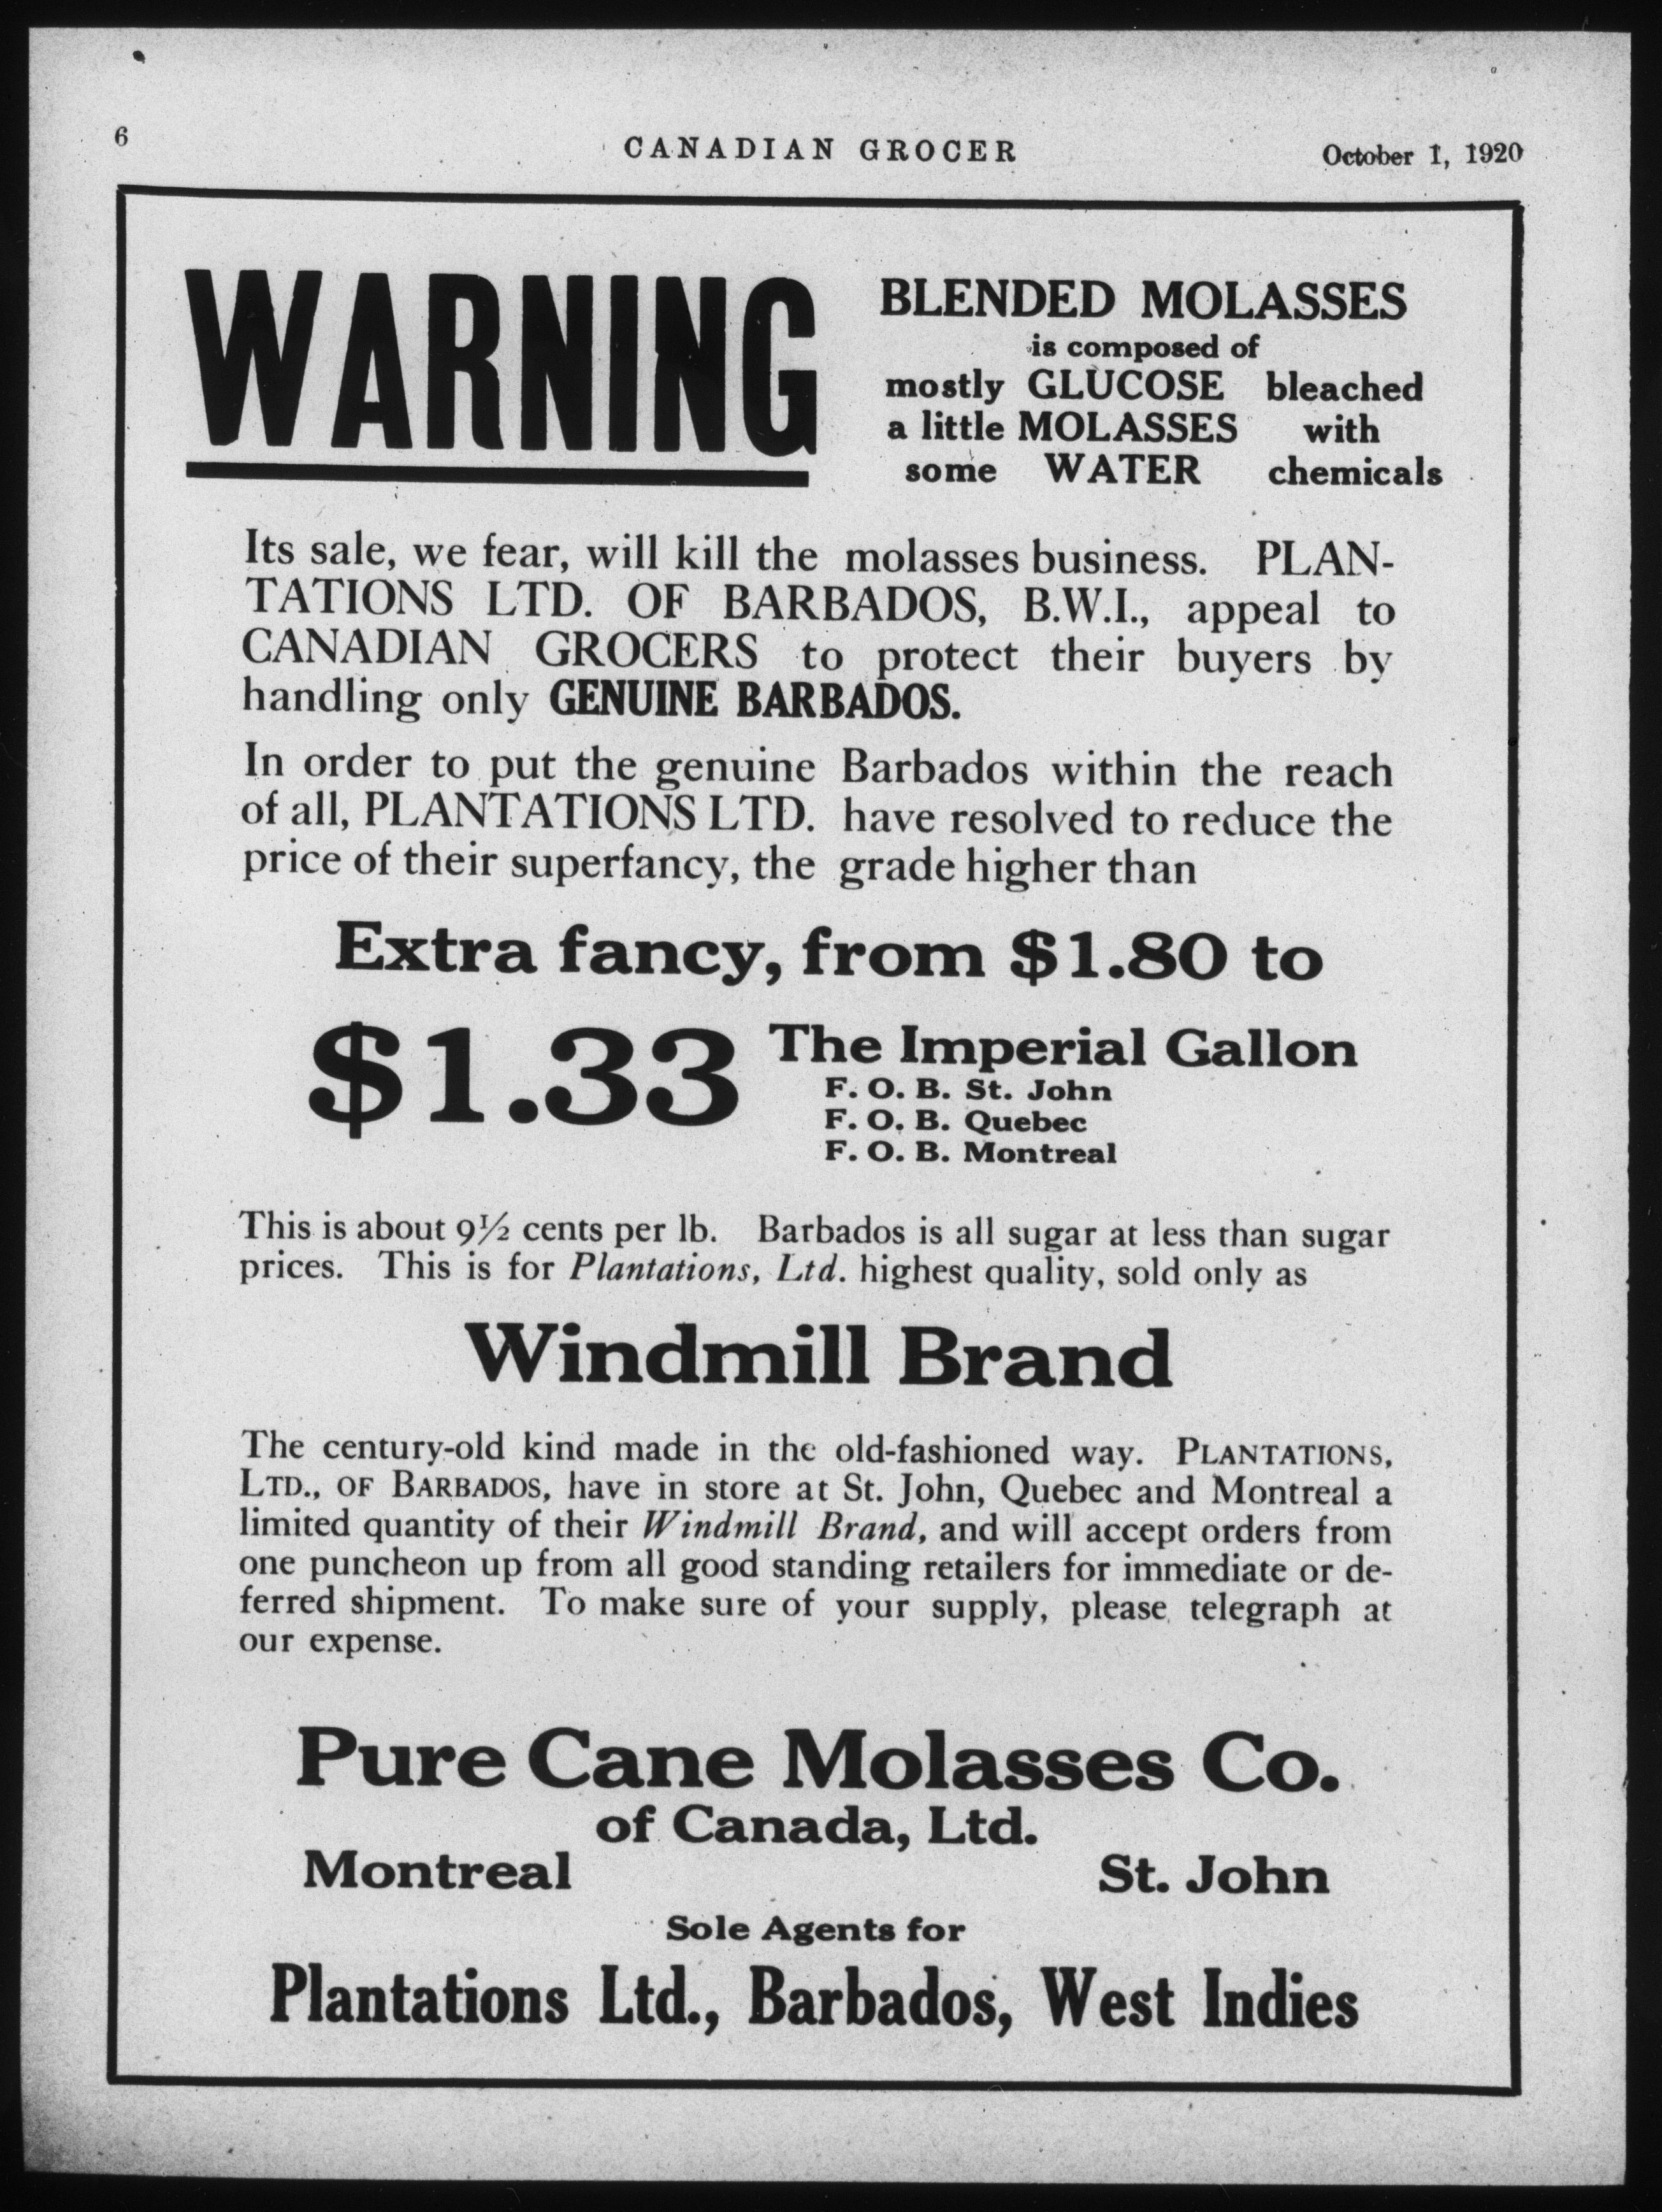 6
CANADIAN GROCER
October 1, 1920
WARNING
BLENDED MOLASSES
is composed of
mostly GLUCOSE bleached
a little MOLASSES with
some WATER chemicals
Its sale, we fear, will kill the molasses business. PLAN-
TATIONS LTD. OF BARBADOS, B.W.I., appeal to
CANADIAN GROCERS to protect their buyers by
handling only GENUINE BARBADOS.
In order to put the genuine Barbados within the reach
of all, PLANTATIONS LTD. have resolved to reduce the
price of their superfancy, the grade higher than
Extra fancy, from $1.80 to
$1.33 The Imperial Gallon
F. O. B. St. John
F. O. B. Quebec
F. O. B. Montreal
This is about 9½ cents per lb. Barbados is all sugar at less than sugar
prices. This is for Plantations, Ltd. highest quality, sold only as
Windmill Brand
The century-old kind made in the old-fashioned way. PLANTATIONS,
LTD., OF BARBADOS, have in store at St. John, Quebec and Montreal a
limited quantity of their Windmill Brand, and will accept orders from
one puncheon up from all good standing retailers for immediate or de-
ferred shipment. To make sure of your supply, please telegraph at
our expense.
Pure Cane Molasses Co.
of Canada, Ltd.
Montreal St. John
Sole Agents for
Plantations Ltd., Barbados, West Indies